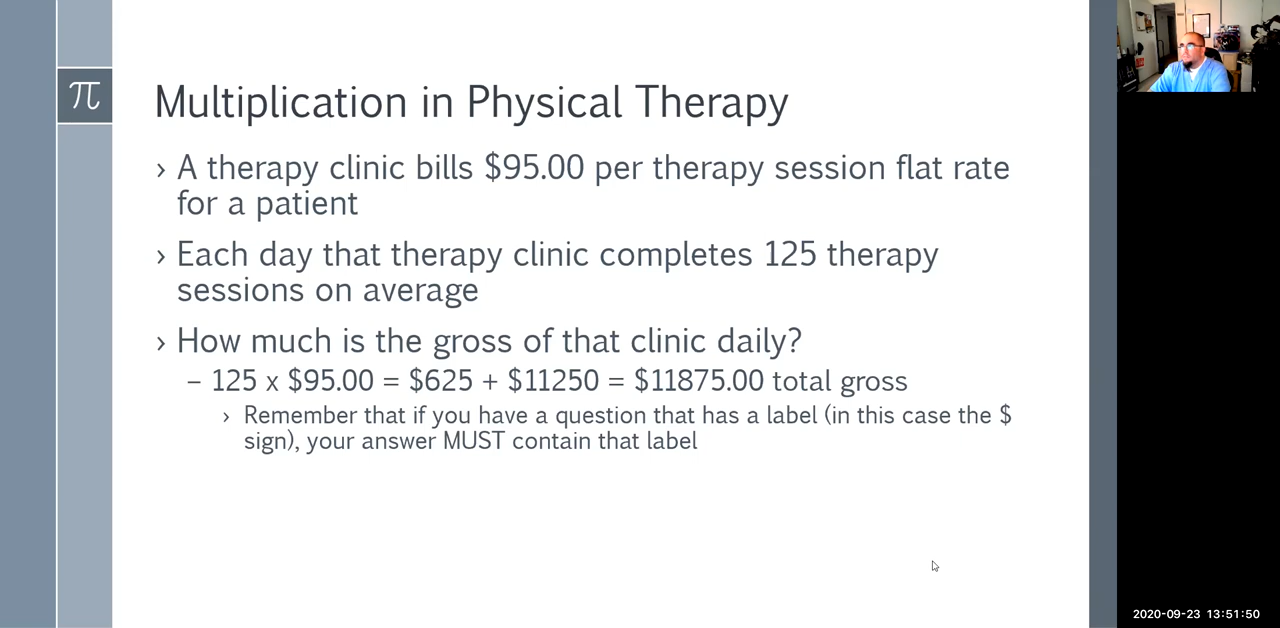 π
Multiplication in Physical Therapy
› A therapy clinic bills $95.00 per therapy session flat rate
for a patient
› Each day that therapy clinic completes 125 therapy
sessions on average
› How much is the gross of that clinic daily?
– 125 x $95.00 = $625 + $11250 = $11875.00 total gross
› Remember that if you have a question that has a label (in this case the $
sign), your answer MUST contain that label
2020-09-23 13:51:50